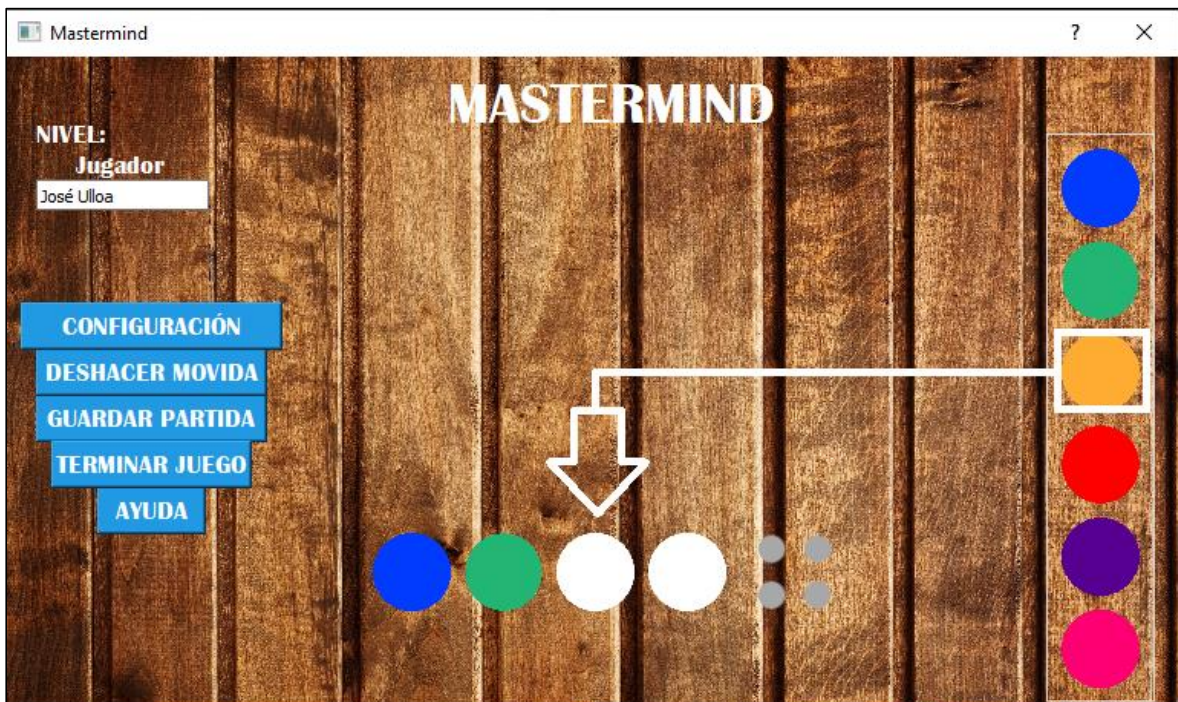 Mastermind
?
MASTERMIND
NIVEL:
Jugador
José Ulloa
CONFIGURACIÓN
DESHACER MOVIDA
GUARDAR PARTIDA
TERMINAR JUEGO
AYUDA